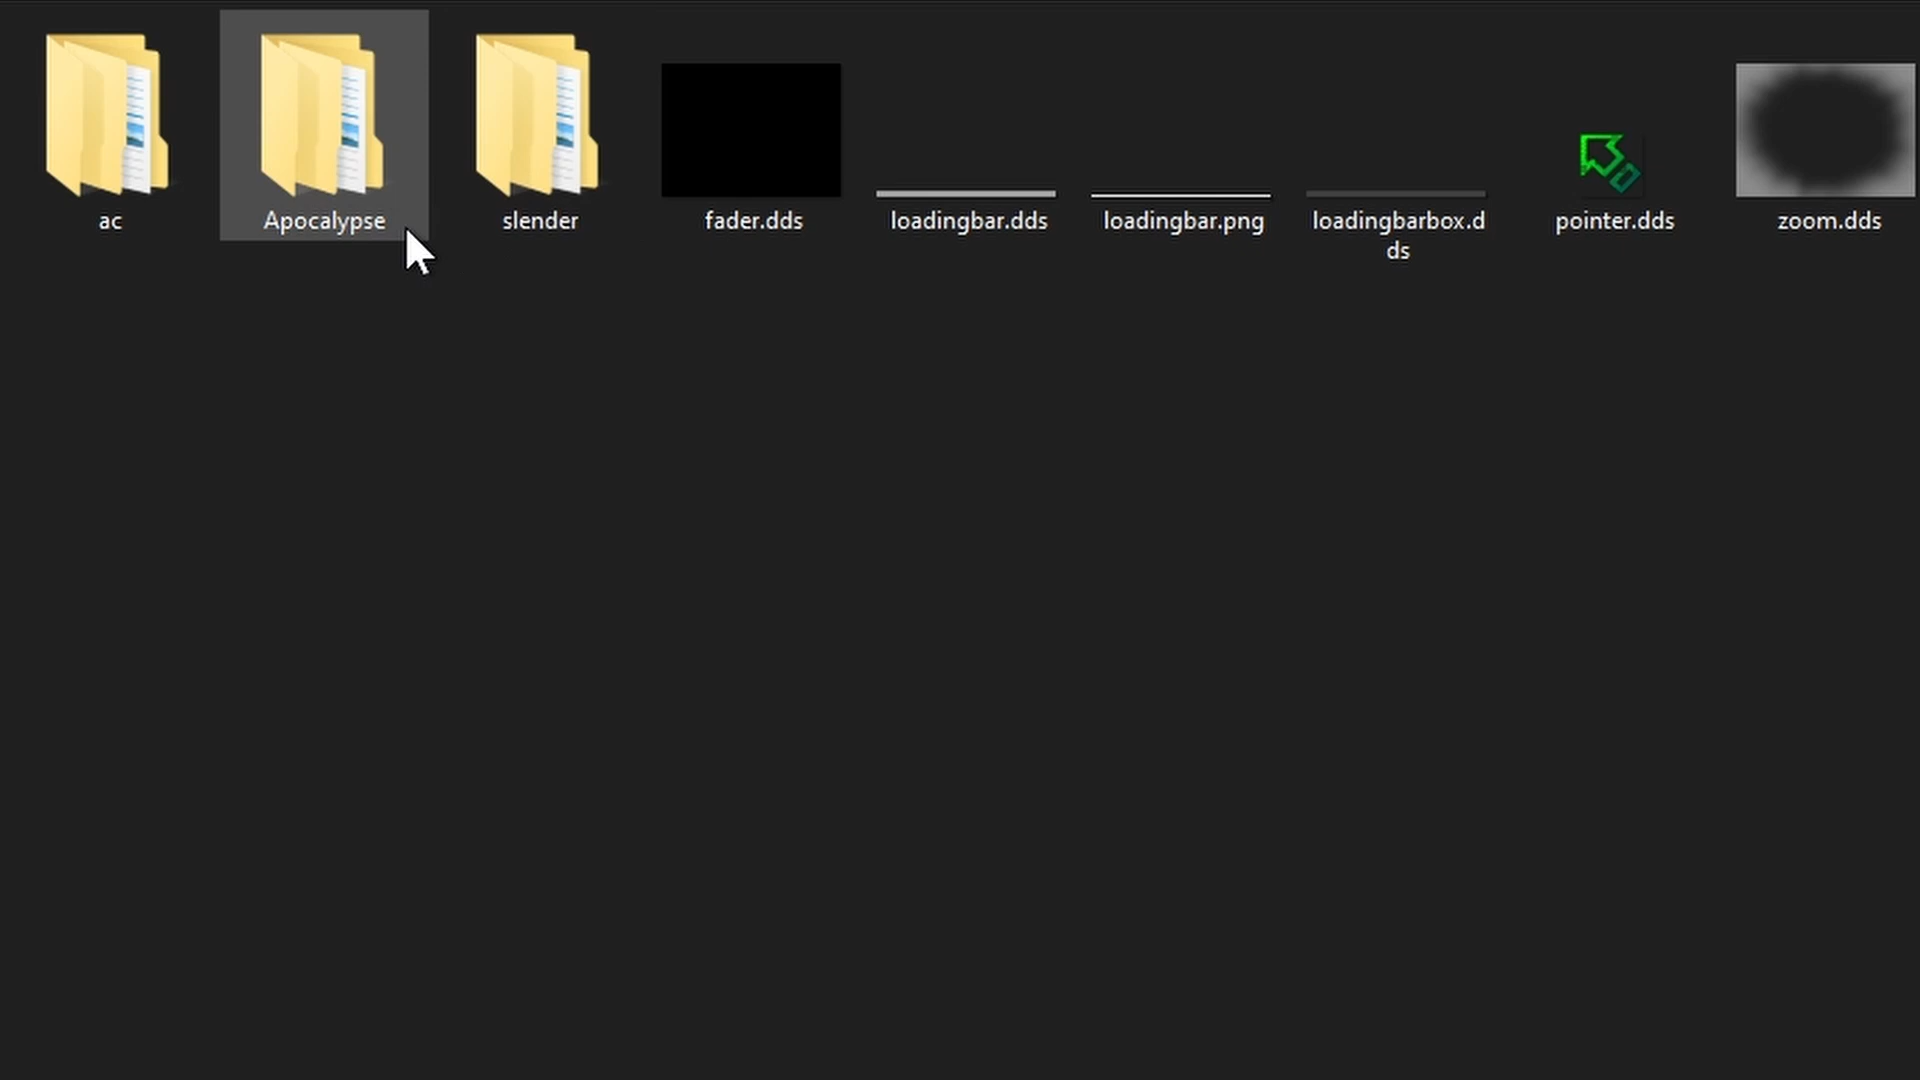 ac
Apocalypse
slender
fader.dds
loadingbar.dds
loadingbar.png
loadingbarbox.d
ds
pointer.dds
zoom.dds